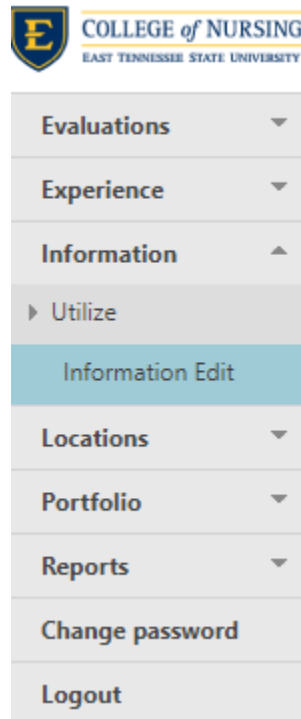 E
COLLEGE of NURSING
EAST TENNESSEE STATE UNIVERSITY
Evaluations
Experience
Information
Utilize
Information Edit
Locations
Portfolio
Reports
Change password
Logout